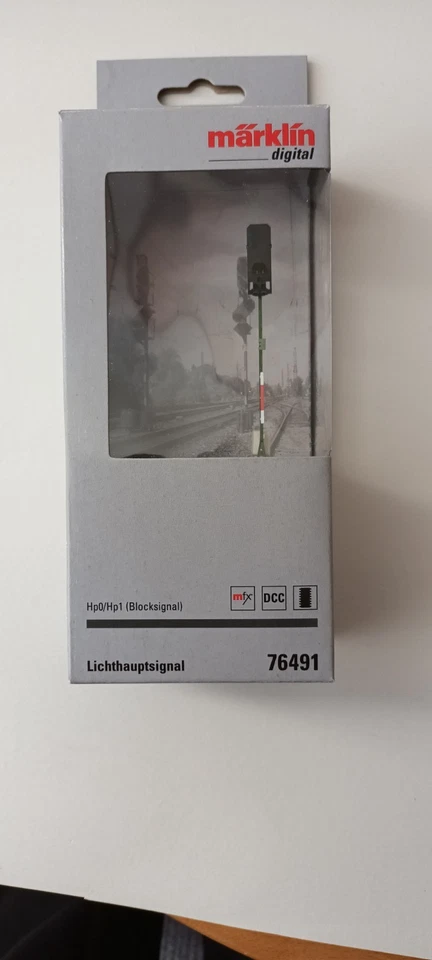 märklin
digital
Hp0/Hp1 (Blocksignal)
mfx
DCC
Lichthauptsignal
76491